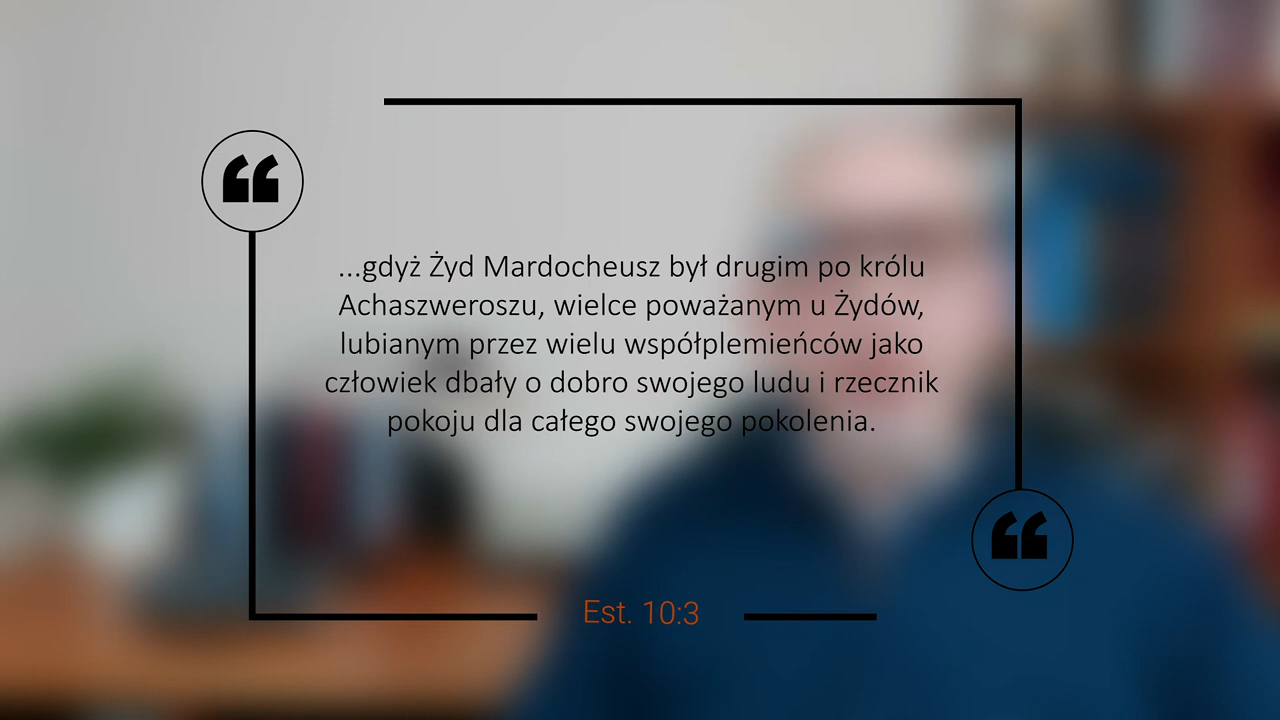 ...gdyż Żyd Mardocheusz był drugim po królu
Achaszweroszu, wielce poważanym u Żydów,
lubianym przez wielu współplemieńców jako
człowiek dbały o dobro swojego ludu i rzecznik
pokoju dla całego swojego pokolenia.
Est. 10:3